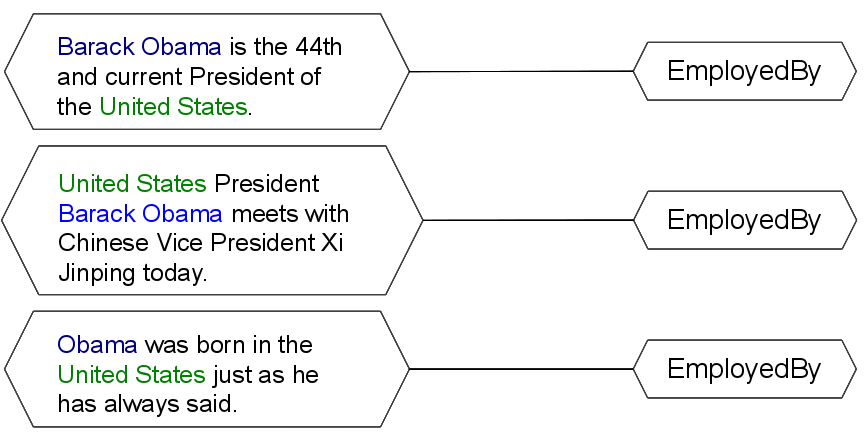 Barack Obama is the 44th
and current President of
the United States.
EmployedBy
United States President
Barack Obama meets with
Chinese Vice President Xi
Jinping today.
EmployedBy
Obama was born in the
United States just as he
has always said.
EmployedBy